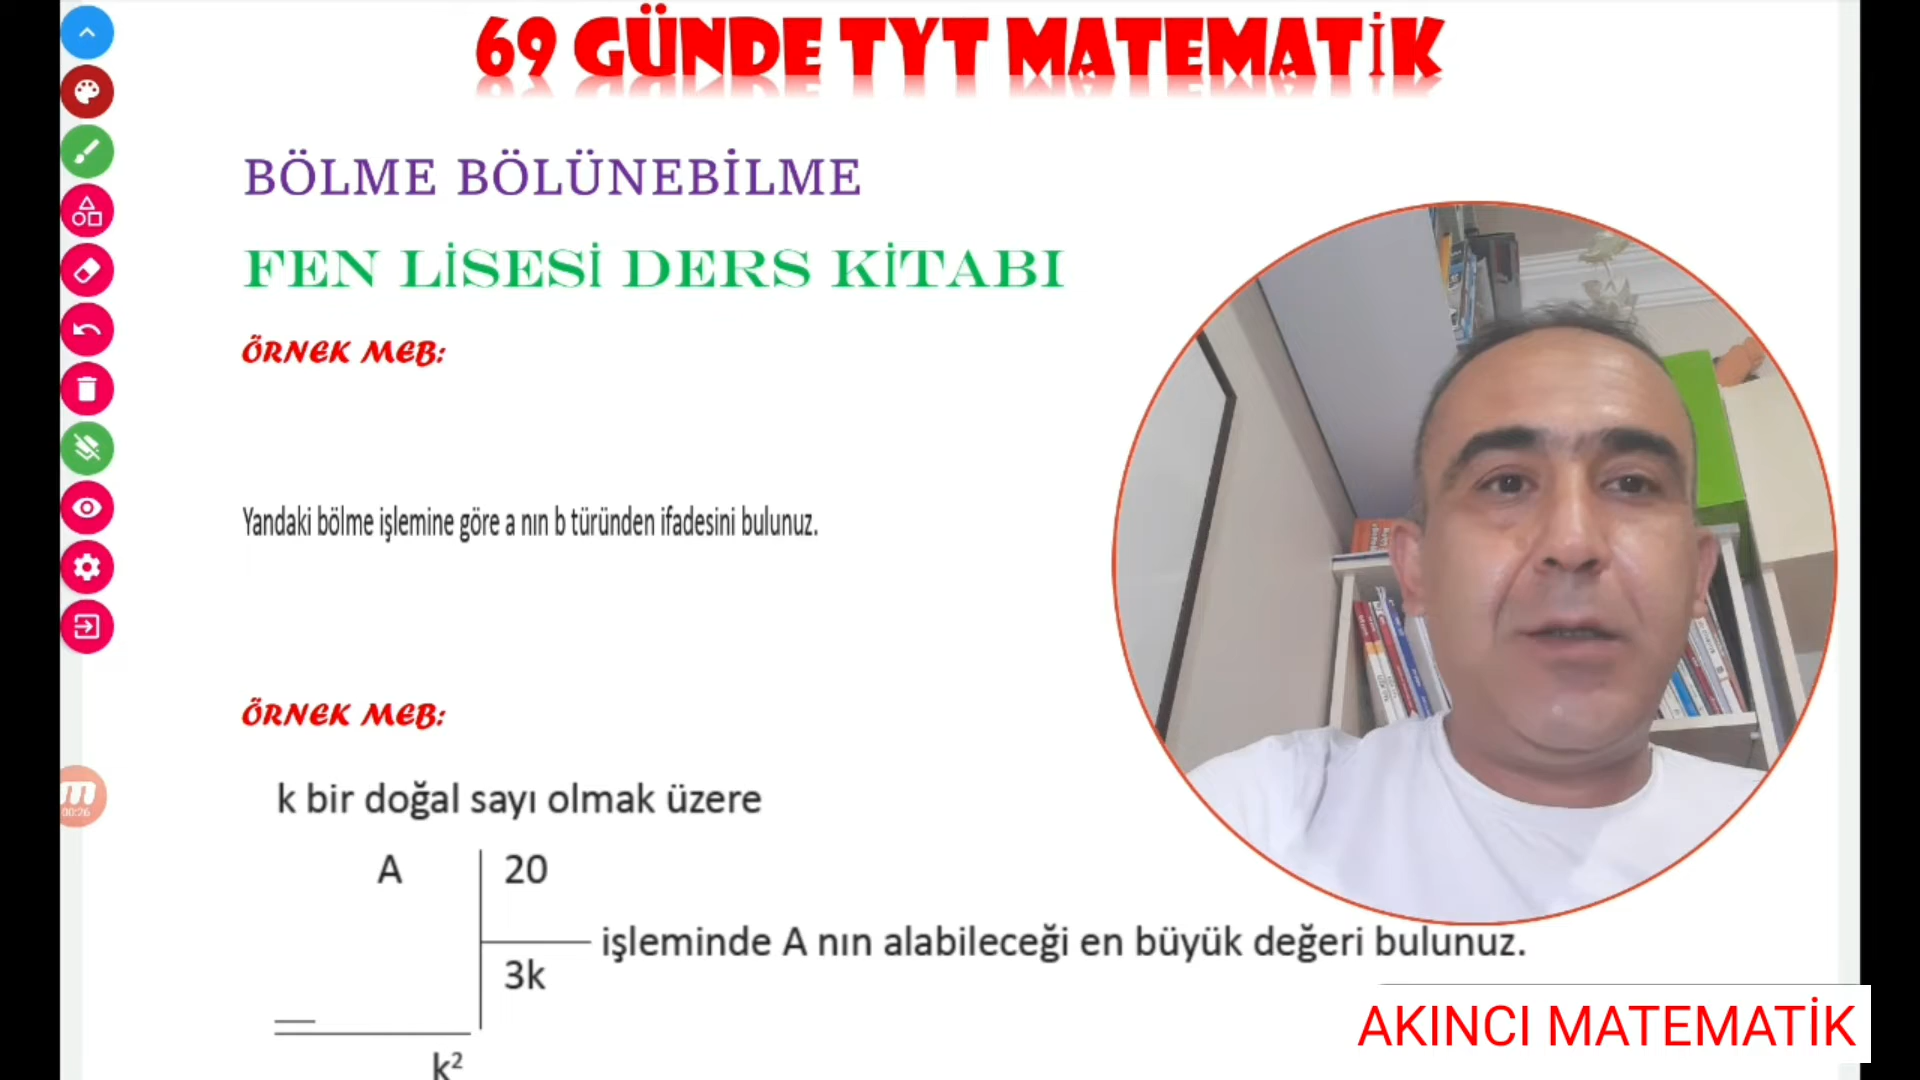 69 GÜNDE TYT MATEMATİK
BÖLME BÖLÜNEBİLME
FEN LİSESİ DERS KİTABI
ÖRNEK MEB:
Yandaki bölme işlemine göre a nın b türünden ifadesini bulunuz.
ÖRNEK MEB:
k bir doğal sayı olmak üzere
A 20
işleminde A nın alabileceği en büyük değeri bulunuz.
3k
k²
00:26
AKINCI MATEMATİK